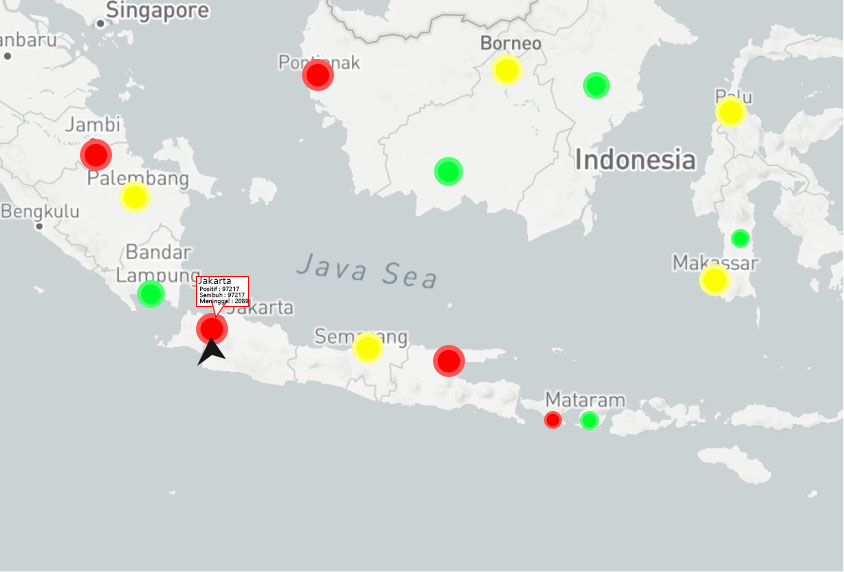 Singapore
anbaru
Borneo
Pontianak
Palu
Jambi
Indonesia
Palembang
Bengkulu
Bandar
Lampung
Java Sea
Makassar
Jakarta
Positif : 97217
Sembuh : 97217
Meninggal : 2089
Jakarta
Semarang
Mataram